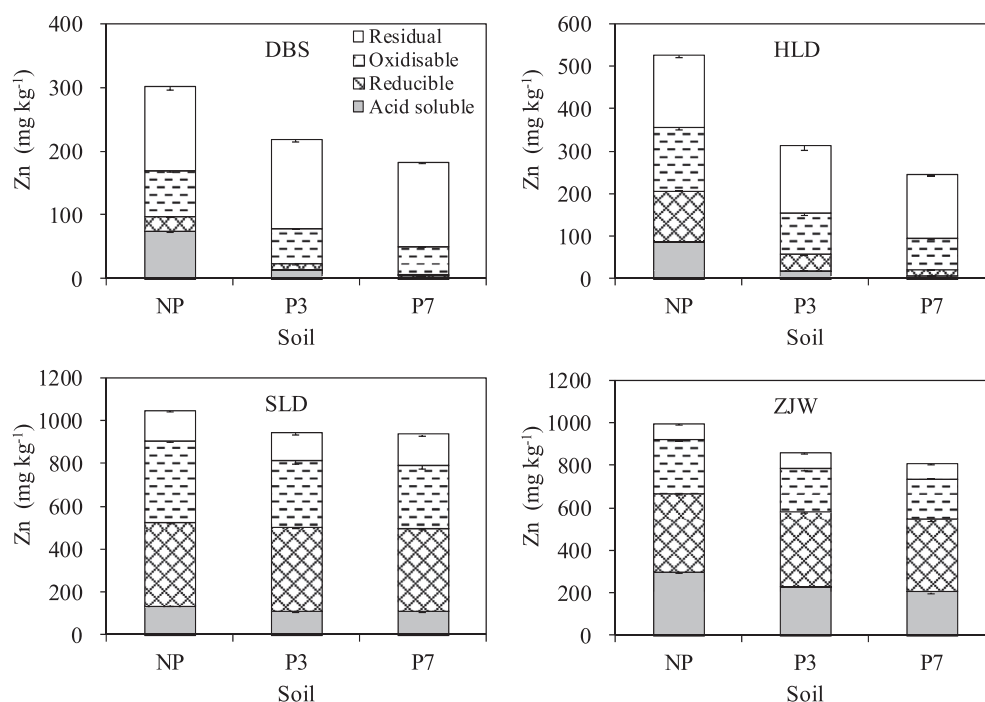 400
300
200
100
0
Zn (mg kg-1)
DBS
Residual
Oxidisable
Reducible
Acid soluble
NP P3 P7
Soil
600
500
400
300
200
100
0
Zn (mg kg-1)
HLD
NP P3 P7
Soil
1200
1000
800
600
400
200
0
Zn (mg kg-1)
SLD
NP P3 P7
Soil
1200
1000
800
600
400
200
0
Zn (mg kg-1)
ZJW
NP P3 P7
Soil